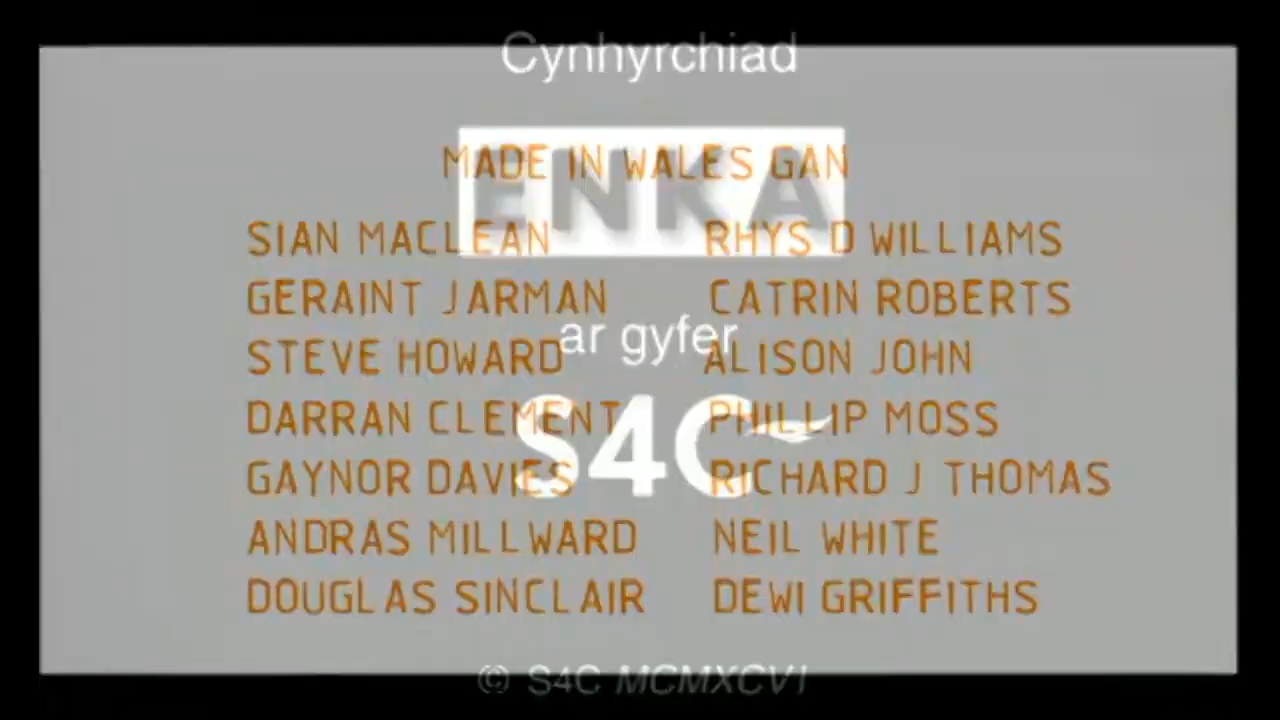 Cynhyrchiad
ENKA
MADE IN WALES GAN
SIAN MACLEAN RHYS D WILLIAMS
GERAINT JARMAN CATRIN ROBERTS
ar gyfer
STEVE HOWARD ALISON JOHN
DARRAN CLEMENT PHILLIP MOSS
S4C
GAYNOR DAVIES RICHARD J THOMAS
ANDRAS MILLWARD NEIL WHITE
DOUGLAS SINCLAIR DEWI GRIFFITHS
© S4C MCMXCVI